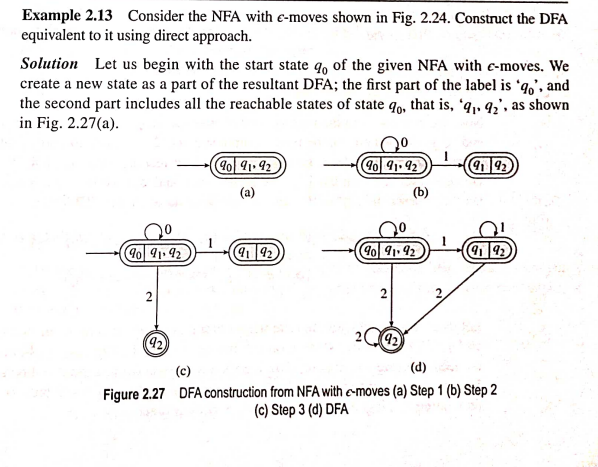 Example 2.13 Consider the NFA with ϵ-moves shown in Fig. 2.24. Construct the DFA
equivalent to it using direct approach.
Solution Let us begin with the start state q₀ of the given NFA with ϵ-moves. We
create a new state as a part of the resultant DFA; the first part of the label is ‘q₀’, and
the second part includes all the reachable states of state q₀, that is, ‘q₁, q₂’, as shown
in Fig. 2.27(a).
q₀ q₁, q₂
(a)
0
q₀ q₁, q₂ 1 q₁ q₂
(b)
0
q₀ q₁, q₂ 1 q₁ q₂
2
q₂
(c)
0 1
q₀ q₁, q₂ 1 q₁ q₂
2 2
2 q₂
(d)
Figure 2.27 DFA construction from NFA with ϵ-moves (a) Step 1 (b) Step 2
(c) Step 3 (d) DFA